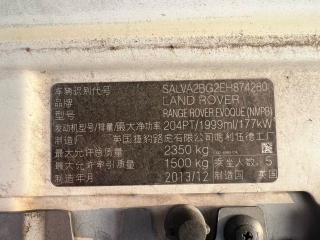 车辆识别代号 SALVA2BG2EH874280
品牌 LAND ROVER
型号 RANGE ROVER EVOQUE (NMPB)
发动机型号/排量/最大净功率 204PT/1999ml/177kW
制造厂 英国捷豹路虎有限公司哈利伍德工厂
最大允许总质量 2350 kg
最大允许牵引质量 1500 kg 乘坐人数 5
制造年月 2013/12 制造国 英国